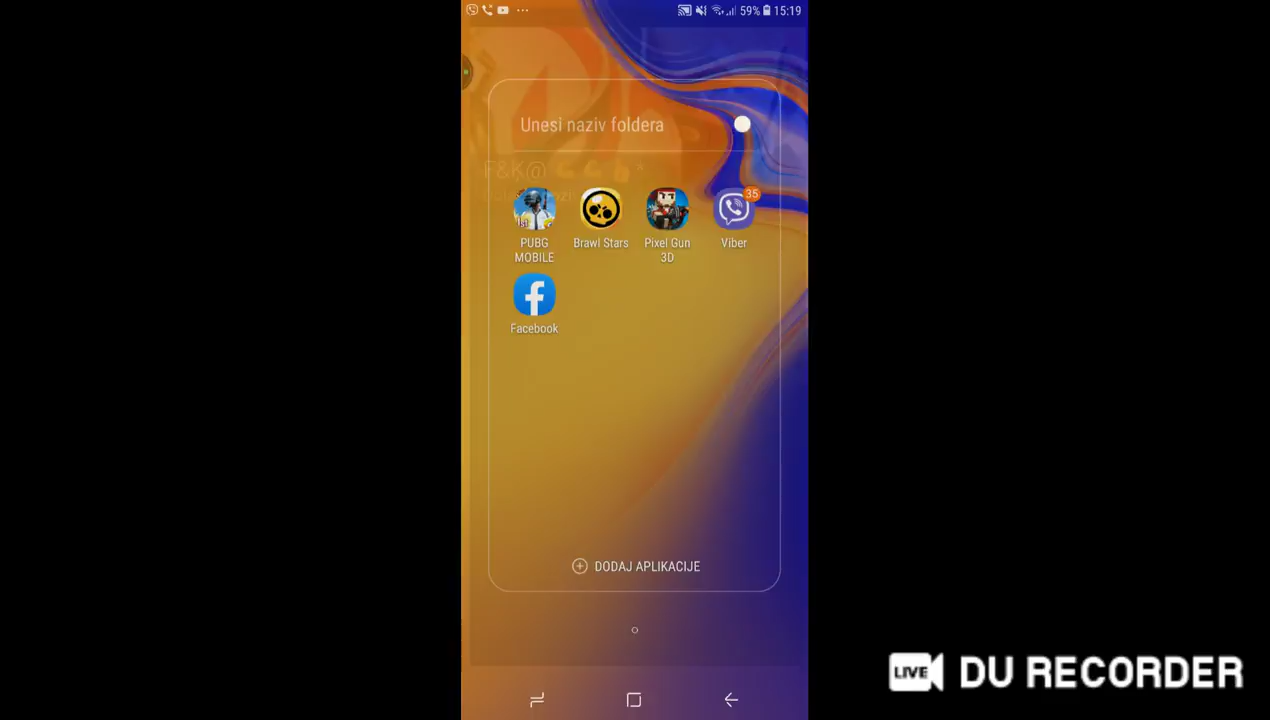 59% 15:19
Unesi naziv foldera
F&K@
35
PUBG
MOBILE
Brawl Stars
Pixel Gun
3D
Viber
Facebook
DODAJ APLIKACIJE
LIVE DU RECORDER